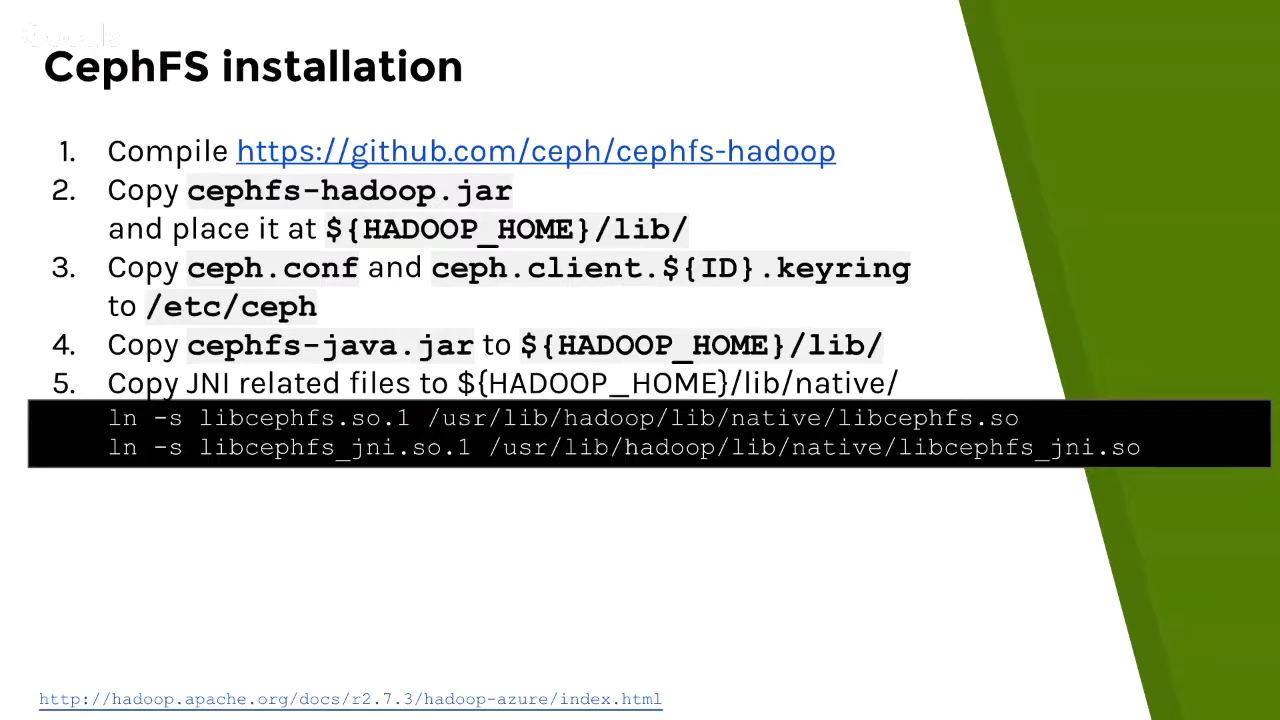 CephFS installation
1. Compile https://github.com/ceph/cephfs-hadoop
2. Copy cephfs-hadoop.jar
and place it at ${HADOOP_HOME}/lib/
3. Copy ceph.conf and ceph.client.${ID}.keyring
to /etc/ceph
4. Copy cephfs-java.jar to ${HADOOP_HOME}/lib/
5. Copy JNI related files to ${HADOOP_HOME}/lib/native/
ln -s libcephfs.so.1 /usr/lib/hadoop/lib/native/libcephfs.so
ln -s libcephfs_jni.so.1 /usr/lib/hadoop/lib/native/libcephfs_jni.so
http://hadoop.apache.org/docs/r2.7.3/hadoop-azure/index.html